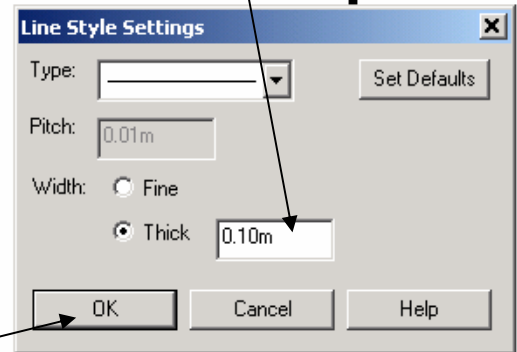 Line Style Settings
Type: Set Defaults
Pitch: 0.01m
Width: Fine
Thick 0.10m
OK Cancel Help